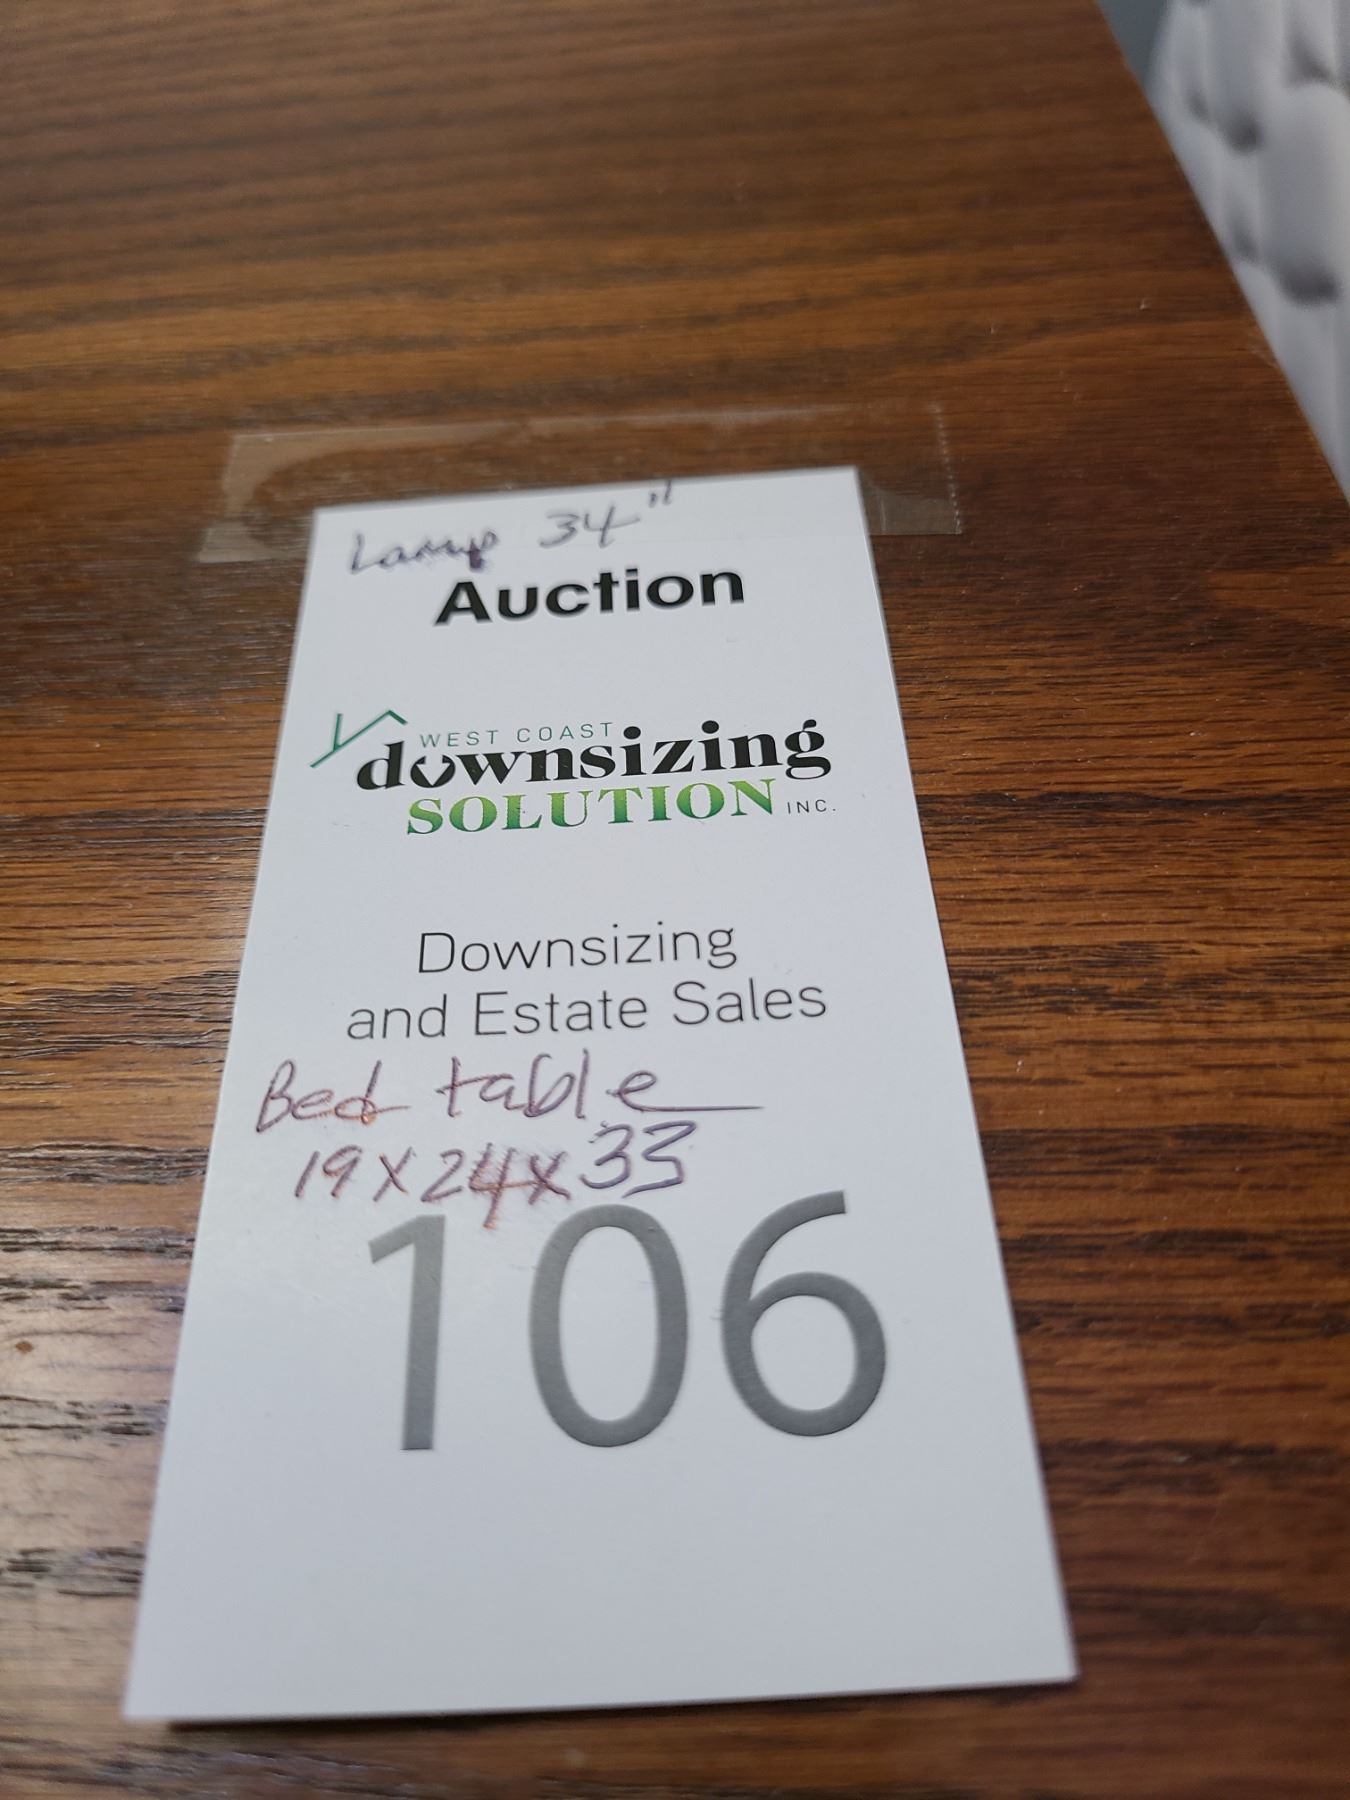 Lamp 34"
Auction
WEST COAST
downsizing
SOLUTION INC.
Downsizing
and Estate Sales
Bed table
19x24x33
106